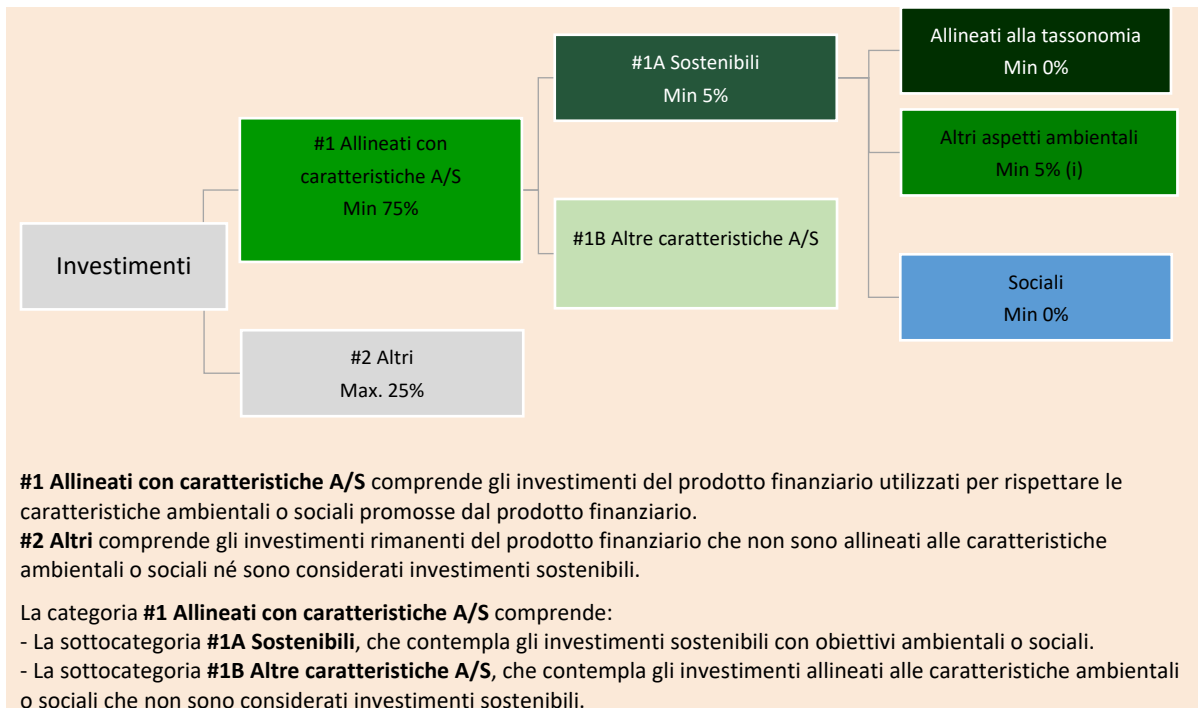 Investimenti
#1 Allineati con
caratteristiche A/S
Min 75%
#2 Altri
Max. 25%
#1A Sostenibili
Min 5%
#1B Altre caratteristiche A/S
Allineati alla tassonomia
Min 0%
Altri aspetti ambientali
Min 5% (i)
Sociali
Min 0%
#1 Allineati con caratteristiche A/S comprende gli investimenti del prodotto finanziario utilizzati per rispettare le
caratteristiche ambientali o sociali promosse dal prodotto finanziario.
#2 Altri comprende gli investimenti rimanenti del prodotto finanziario che non sono allineati alle caratteristiche
ambientali o sociali né sono considerati investimenti sostenibili.
La categoria #1 Allineati con caratteristiche A/S comprende:
- La sottocategoria #1A Sostenibili, che contempla gli investimenti sostenibili con obiettivi ambientali o sociali.
- La sottocategoria #1B Altre caratteristiche A/S, che contempla gli investimenti allineati alle caratteristiche ambientali
o sociali che non sono considerati investimenti sostenibili.